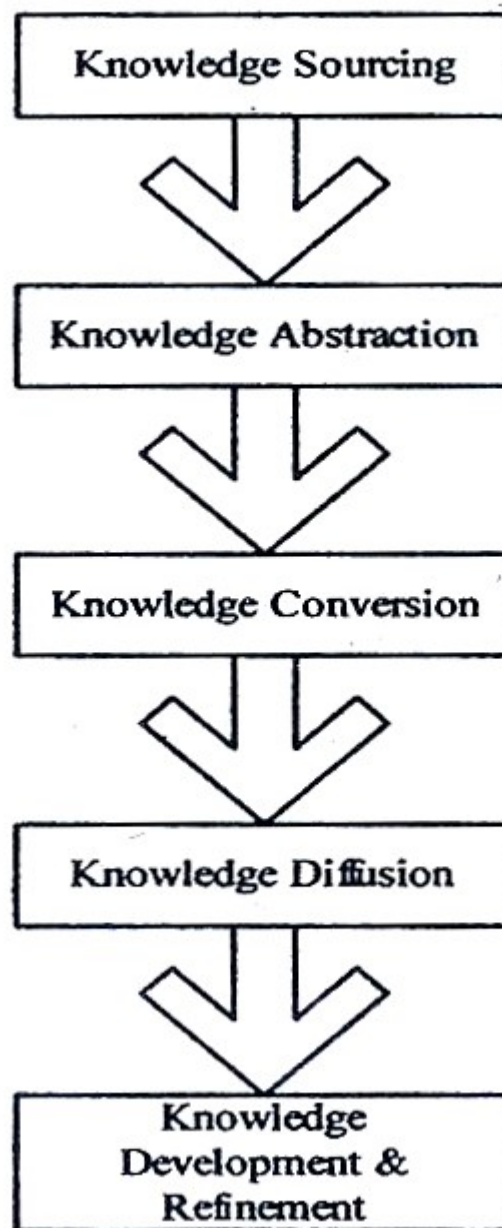 Knowledge Sourcing
Knowledge Abstraction
Knowledge Conversion
Knowledge Diffusion
Knowledge
Development &
Refinement